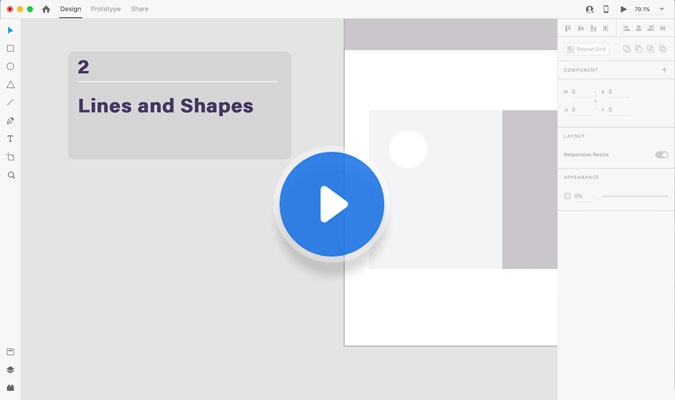 Design Prototype Share 79.1%
2
Lines and Shapes
Repeat Grid
COMPONENT
W 0 X 0
H 0 Y 0
LAYOUT
Responsive Resize
APPEARANCE
0%